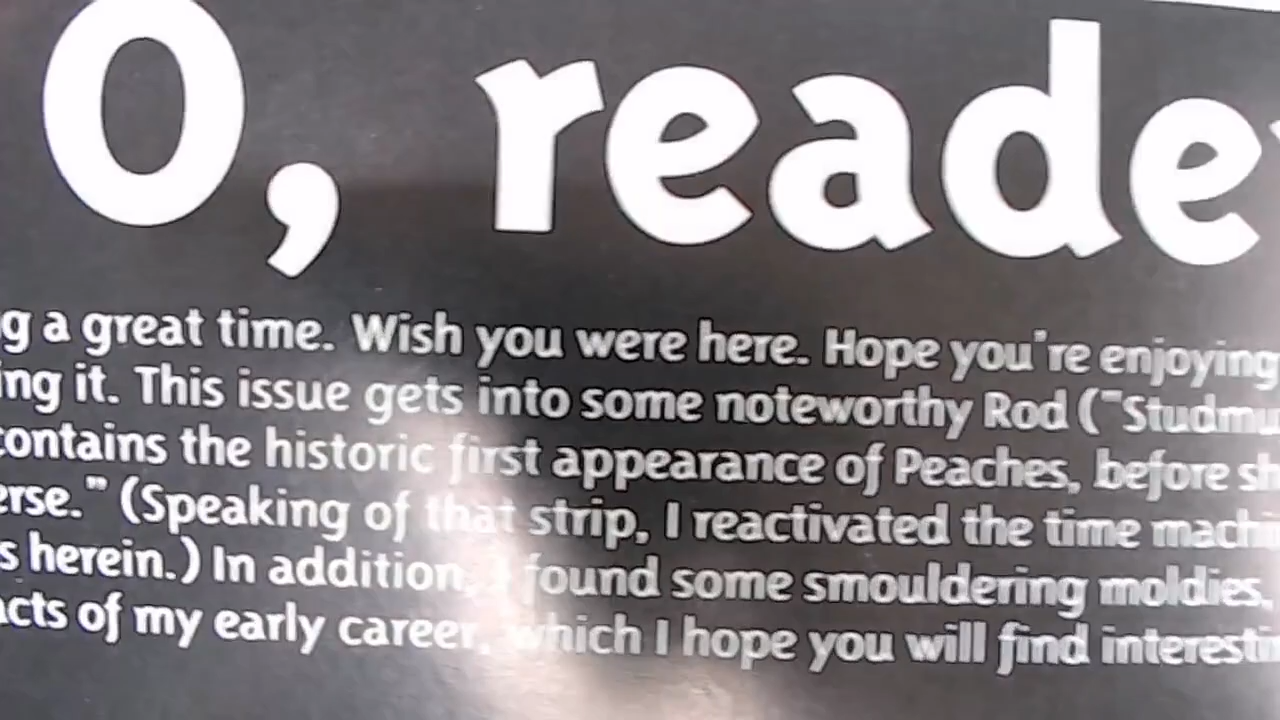 O, reade
g a great time. Wish you were here. Hope you're enjoying
ing it. This issue gets into some noteworthy Rod ("Studmu
contains the historic first appearance of Peaches, before sh
erse." (Speaking of that strip, I reactivated the time machi
s herein.) In addition, I found some smouldering moldies,
acts of my early career, which I hope you will find interesti